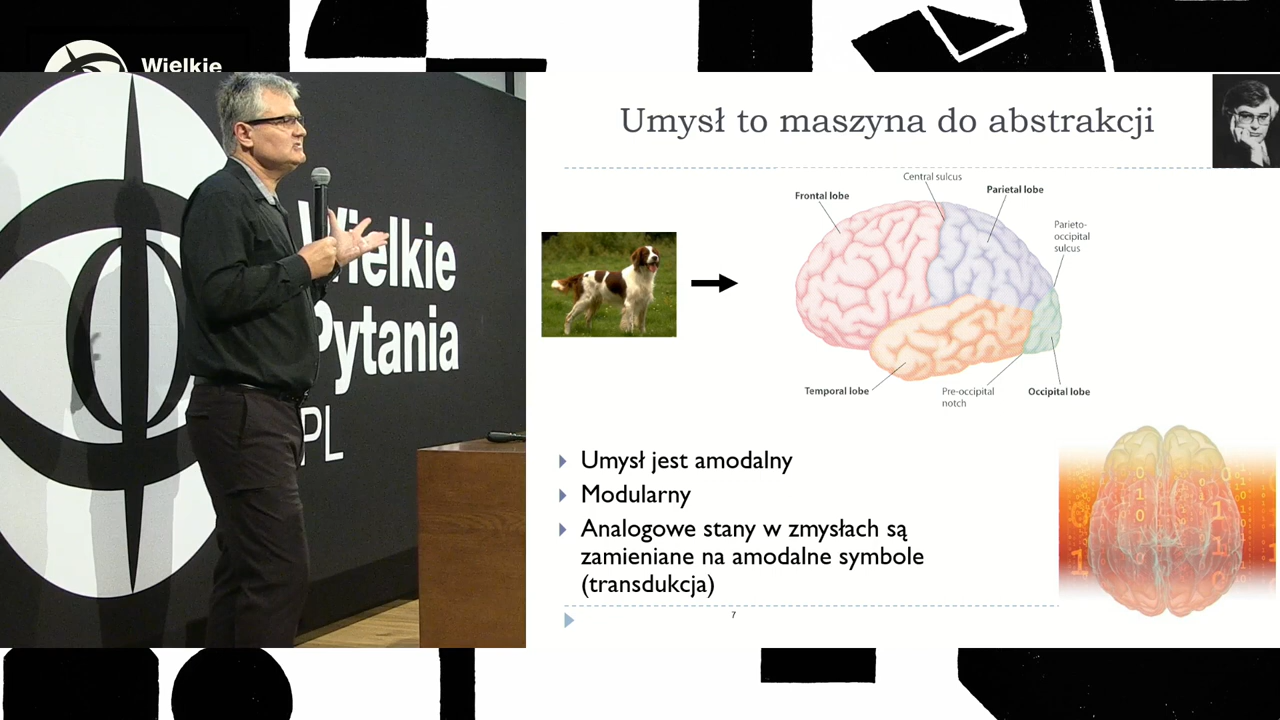 Wielkie
Wielkie
Pytania
PL
Umysł to maszyna do abstrakcji
Central sulcus
Frontal lobe
Parietal lobe
Parieto-
occipital
sulcus
Temporal lobe
Pre-occipital
notch
Occipital lobe
Umysł jest amodalny
Modularny
Analogowe stany w zmysłach są
zamieniane na amodalne symbole
(transdukcja)
7